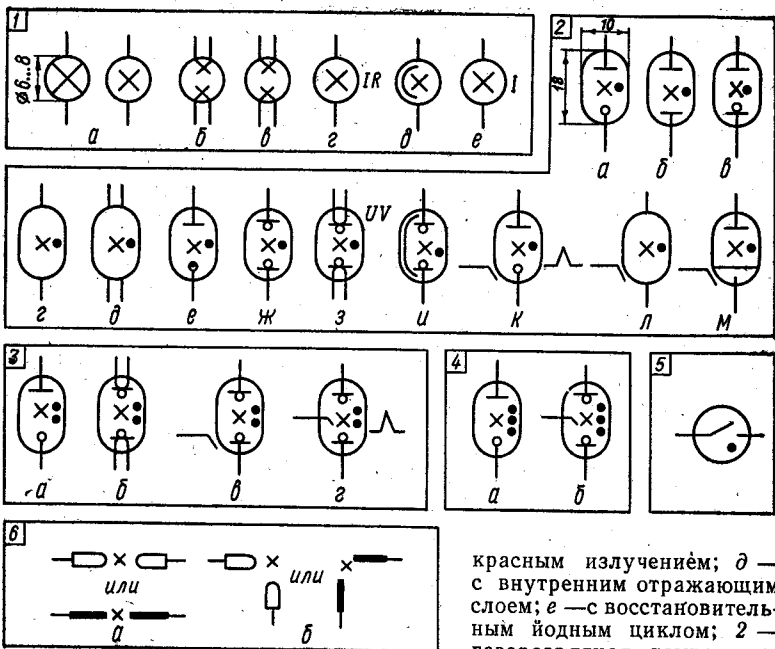 1
2
ø6...8
IR
I
10
18
а
б
в
г
д
е
а
б
в
UV
г
д
е
ж
з
и
к
л
м
3
4
5
а
б
в
г
а
б
6
или
или
а
б
красным излучением; д —
с внутренним отражающим
слоем; е —с восстановитель-
ным йодным циклом; 2 —